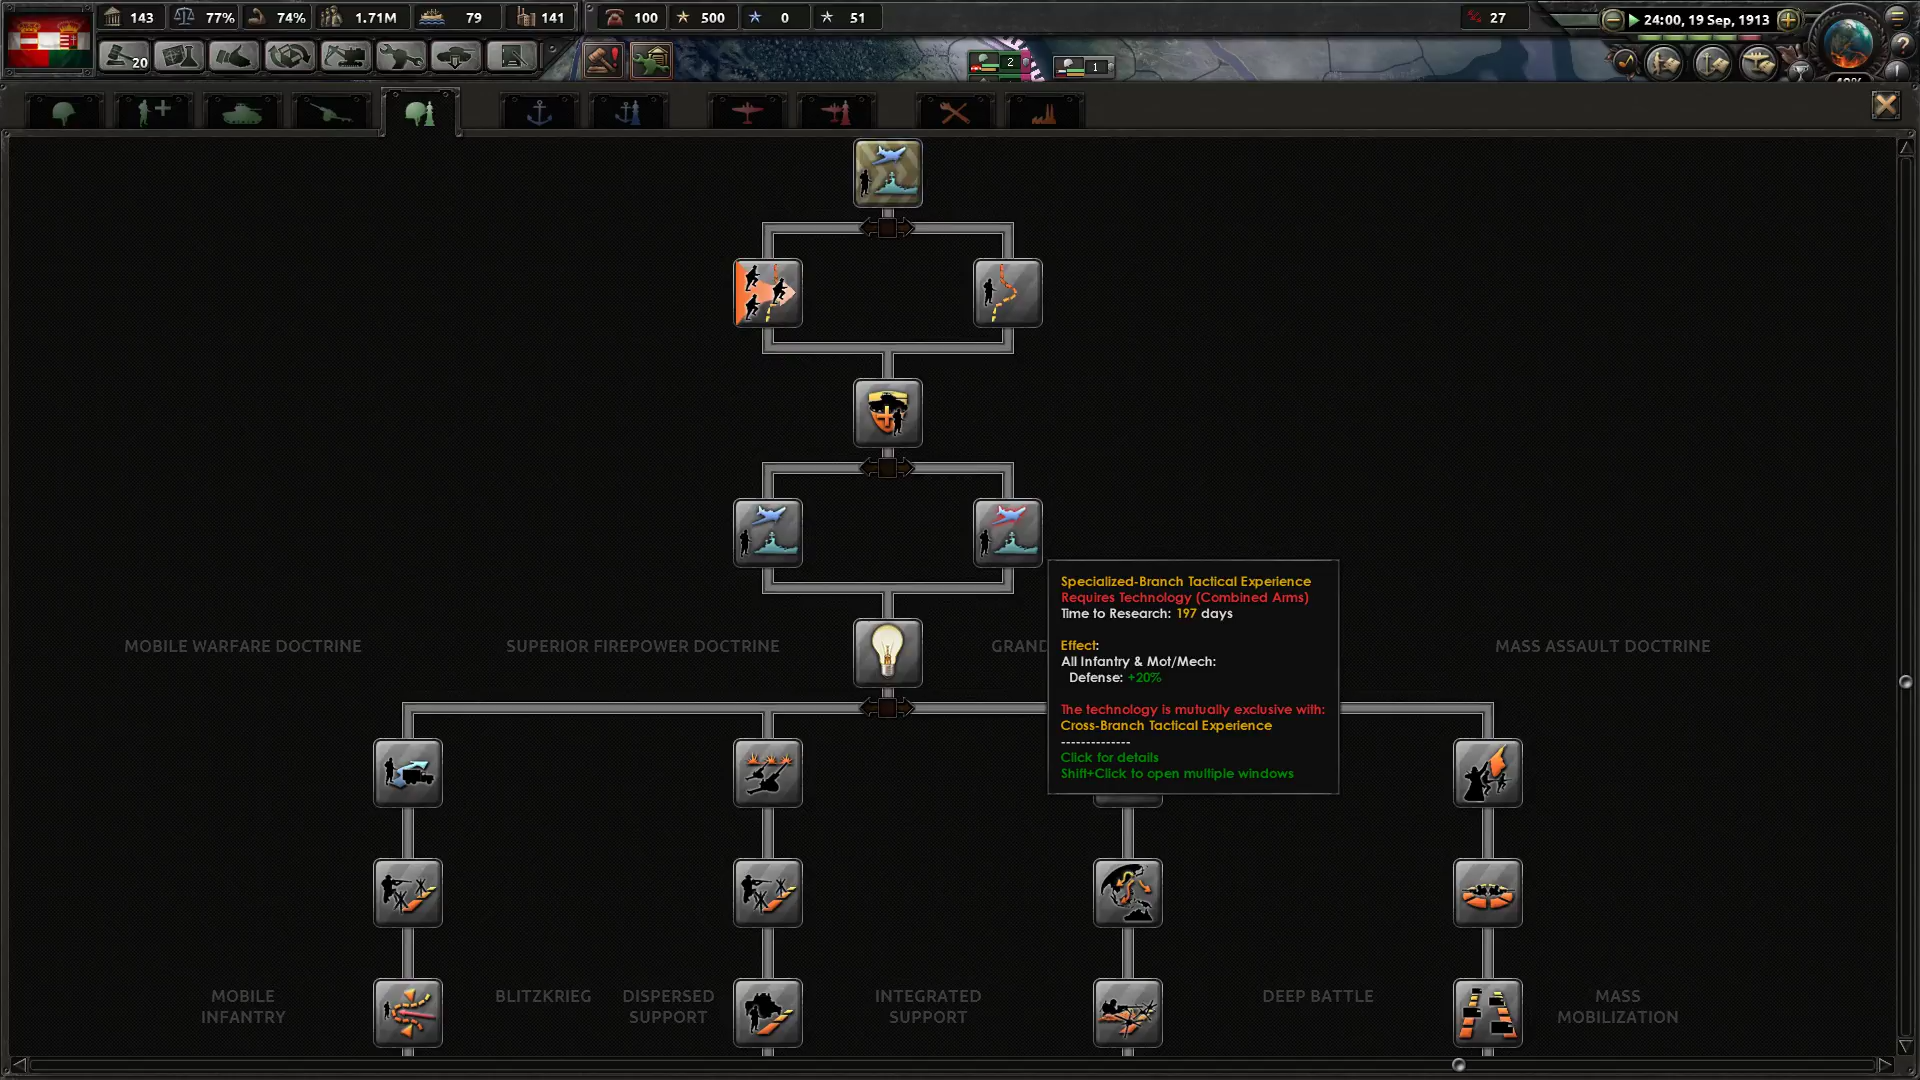 143
77%
74%
1.71M
79
141
100
500
0
51
27
24:00, 19 Sep, 1913
20
2
1
Specialized-Branch Tactical Experience
Requires Technology (Combined Arms)
Time to Research: 197 days
Effect:
All Infantry & Mot/Mech:
Defense: +20%
The technology is mutually exclusive with:
Cross-Branch Tactical Experience
--------------
Click for details
Shift+Click to open multiple windows
MOBILE WARFARE DOCTRINE
SUPERIOR FIREPOWER DOCTRINE
GRAND
MASS ASSAULT DOCTRINE
MOBILE
INFANTRY
BLITZKRIEG
DISPERSED
SUPPORT
INTEGRATED
SUPPORT
DEEP BATTLE
MASS
MOBILIZATION